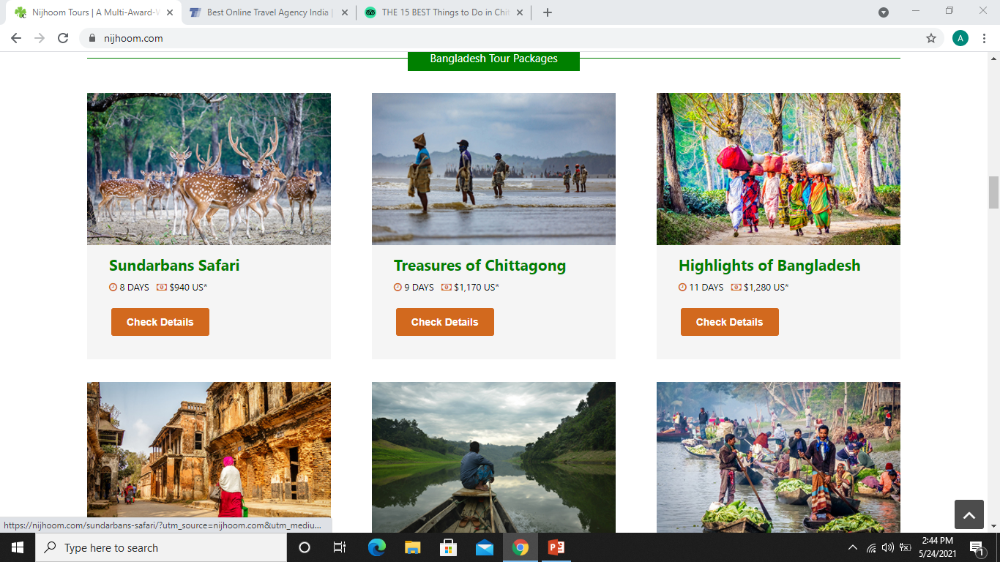 Nijhoom Tours | A Multi-Award-W
Best Online Travel Agency India |
THE 15 BEST Things to Do in Chit
nijhoom.com
A
Bangladesh Tour Packages
Sundarbans Safari
8 DAYS $940 US*
Check Details
Treasures of Chittagong
9 DAYS $1,170 US*
Check Details
Highlights of Bangladesh
11 DAYS $1,280 US*
Check Details
https://nijhoom.com/sundarbans-safari/?utm_source=nijhoom.com&utm_mediu...
Type here to search
2:44 PM
5/24/2021
1